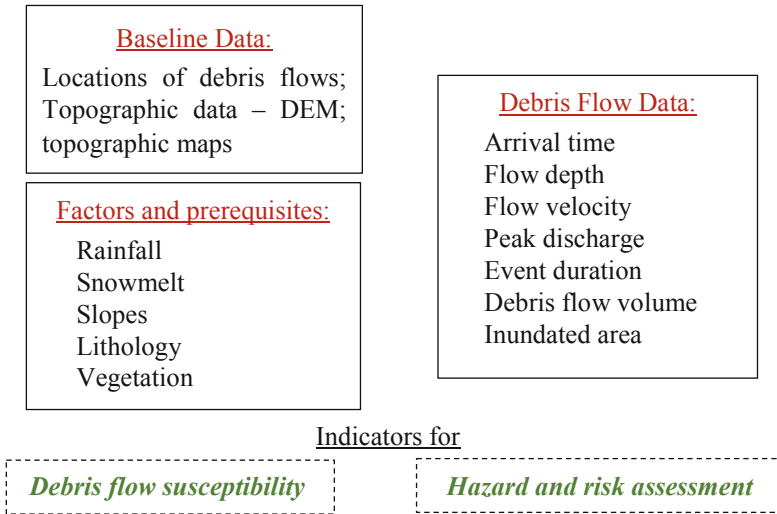 Baseline Data:
Locations of debris flows;
Topographic data – DEM;
topographic maps
Factors and prerequisites:
Rainfall
Snowmelt
Slopes
Lithology
Vegetation
Debris Flow Data:
Arrival time
Flow depth
Flow velocity
Peak discharge
Event duration
Debris flow volume
Inundated area
Indicators for
Debris flow susceptibility
Hazard and risk assessment